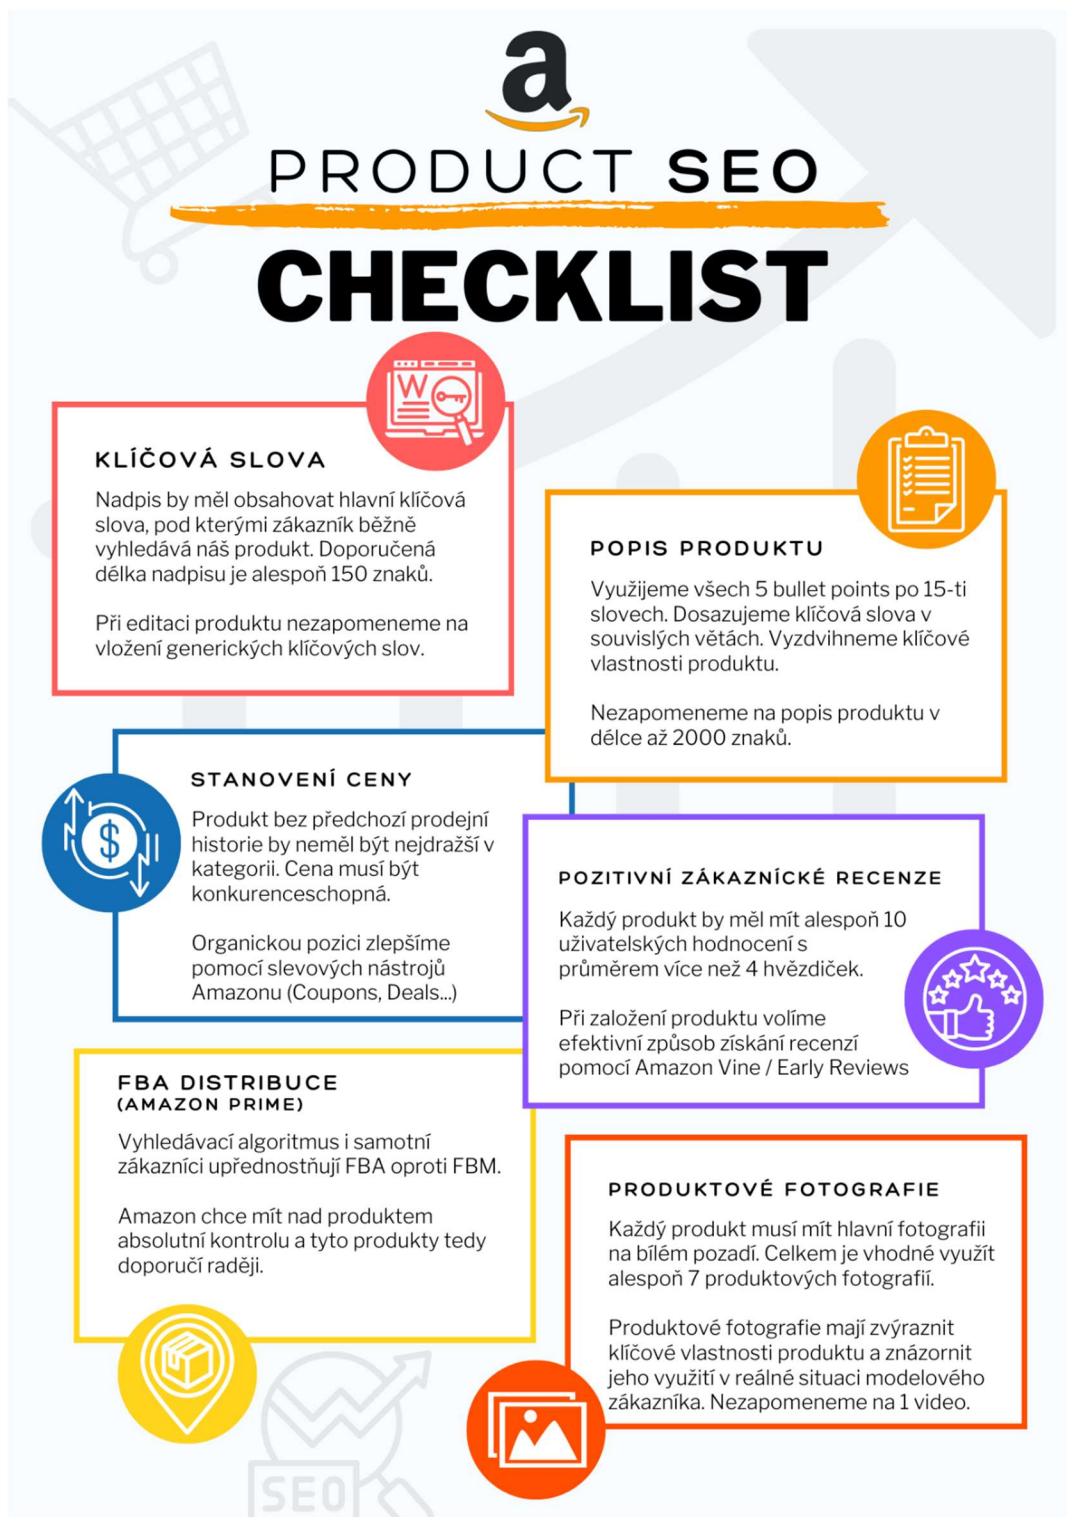 a
PRODUCT SEO
CHECKLIST
W
KLÍČOVÁ SLOVA
Nadpis by měl obsahovat hlavní klíčová
slova, pod kterými zákazník běžně
vyhledává náš produkt. Doporučená
délka nadpisu je alespoň 150 znaků.
Při editaci produktu nezapomeneme na
vložení generických klíčových slov.
POPIS PRODUKTU
Využijeme všech 5 bullet points po 15-ti
slovech. Dosazujeme klíčová slova v
souvislých větách. Vyzdvihneme klíčové
vlastnosti produktu.
Nezapomeneme na popis produktu v
délce až 2000 znaků.
$
STANOVENÍ CENY
Produkt bez předchozí prodejní
historie by neměl být nejdražší v
kategorii. Cena musí být
konkurenceschopná.
Organickou pozici zlepšíme
pomocí slevových nástrojů
Amazonu (Coupons, Deals...)
POZITIVNÍ ZÁKAZNÍCKÉ RECENZE
Každý produkt by měl mít alespoň 10
uživatelských hodnocení s
průměrem více než 4 hvězdiček.
Při založení produktu volíme
efektivní způsob získání recenzí
pomocí Amazon Vine / Early Reviews
FBA DISTRIBUCE
(AMAZON PRIME)
Vyhledávací algoritmus i samotní
zákazníci upřednostňují FBA oproti FBM.
Amazon chce mít nad produktem
absolutní kontrolu a tyto produkty tedy
doporučí raději.
PRODUKTOVÉ FOTOGRAFIE
Každý produkt musí mít hlavní fotografii
na bílém pozadí. Celkem je vhodné využít
alespoň 7 produktových fotografií.
Produktové fotografie mají zvýraznit
klíčové vlastnosti produktu a znázornit
jeho využití v reálné situaci modelového
zákazníka. Nezapomeneme na 1 video.
SEO